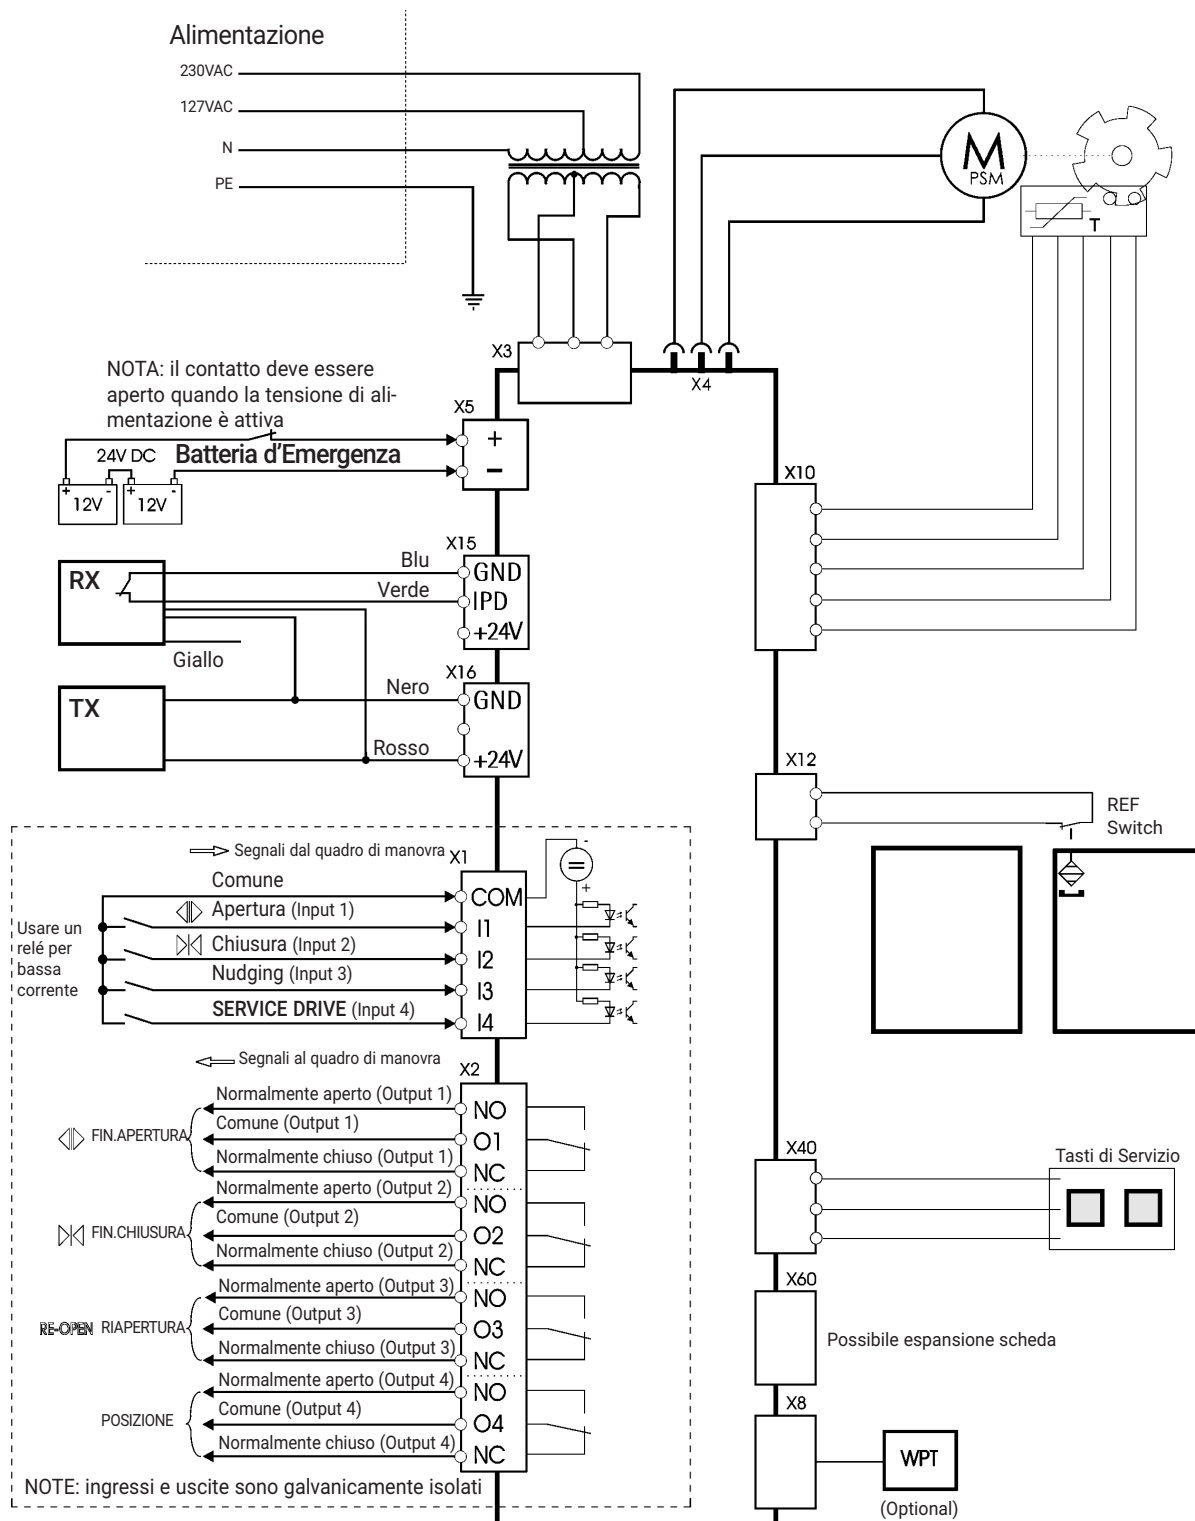 Alimentazione
230VAC
127VAC
N
PE
M
PSM
T
X3
X4
NOTA: il contatto deve essere
aperto quando la tensione di ali-
mentazione è attiva
X5
+
−
24V DC
Batteria d'Emergenza
+ -
12V
+ -
12V
X10
X15
RX
Blu
GND
Verde
IPD
+24V
Giallo
X16
TX
Nero
GND
Rosso
+24V
X12
REF
Switch
Segnali dal quadro di manovra
X1
-
=
+
Comune
COM
Apertura (Input 1)
I1
Usare un
relé per
bassa
corrente
Chiusura (Input 2)
I2
Nudging (Input 3)
I3
SERVICE DRIVE (Input 4)
I4
Segnali al quadro di manovra
X2
Normalmente aperto (Output 1)
NO
FIN.APERTURA
Comune (Output 1)
O1
Normalmente chiuso (Output 1)
NC
Normalmente aperto (Output 2)
NO
FIN.CHIUSURA
Comune (Output 2)
O2
Normalmente chiuso (Output 2)
NC
Normalmente aperto (Output 3)
NO
RE-OPEN RIAPERTURA
Comune (Output 3)
O3
Normalmente chiuso (Output 3)
NC
Normalmente aperto (Output 4)
NO
POSIZIONE
Comune (Output 4)
O4
Normalmente chiuso (Output 4)
NC
NOTE: ingressi e uscite sono galvanicamente isolati
X40
Tasti di Servizio
X60
Possibile espansione scheda
X8
WPT
(Optional)